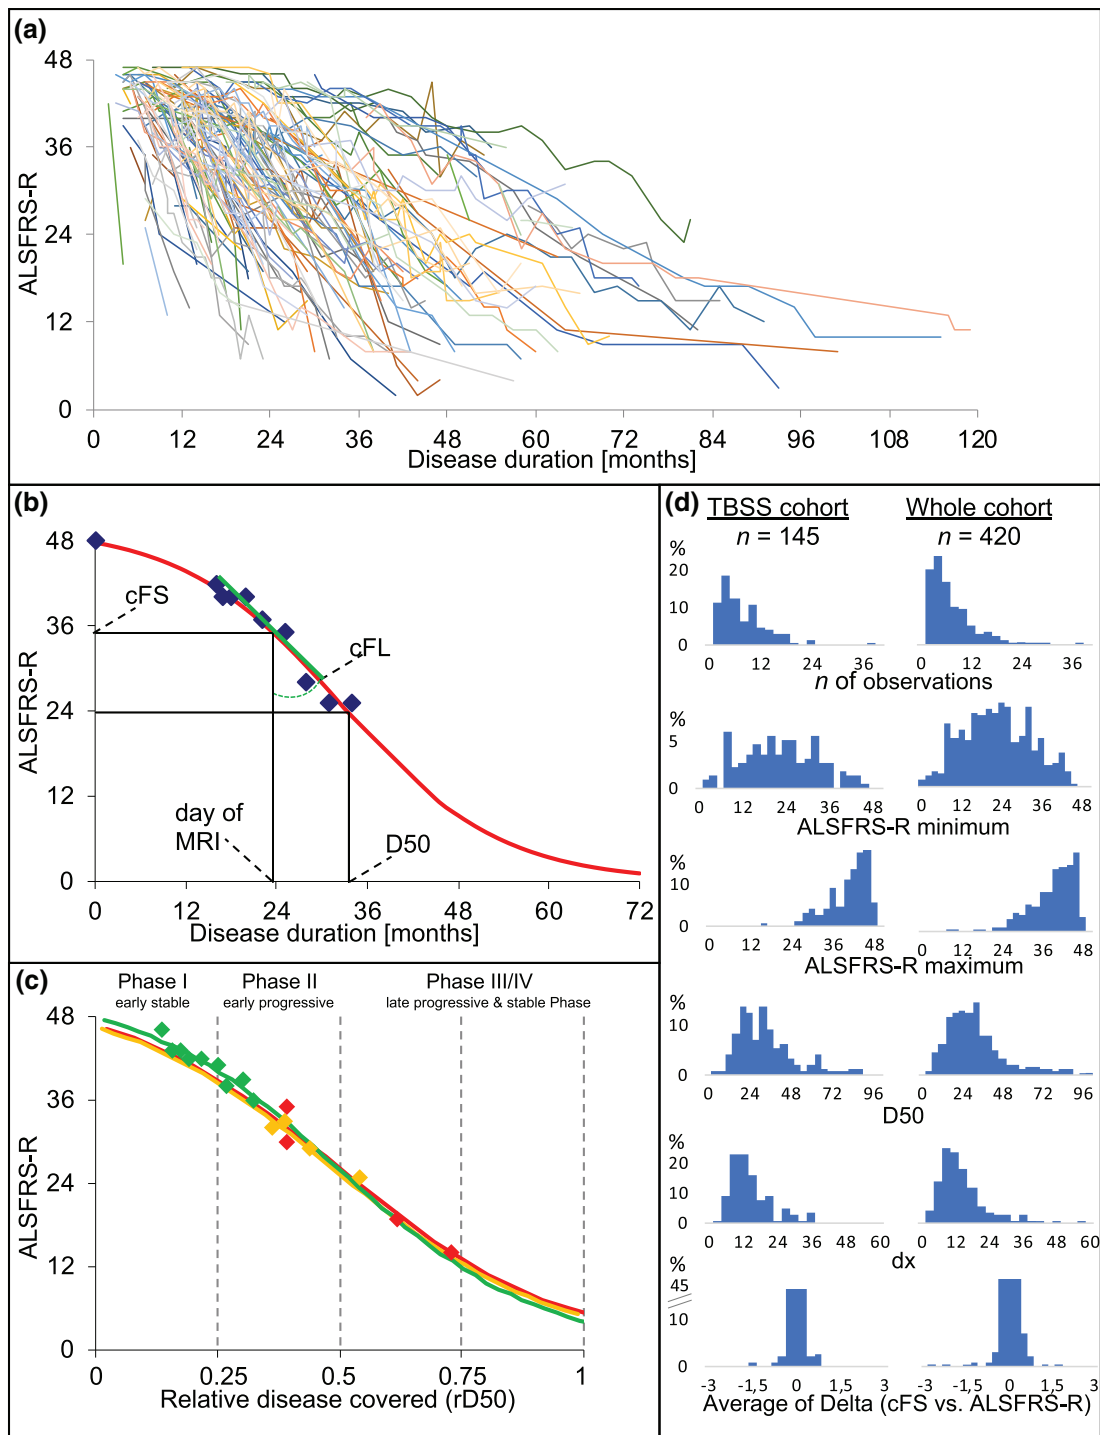 (a)
48
36
24
12
0
ALSFRS-R
0 12 24 36 48 60 72 84 96 108 120
Disease duration [months]
(b)
48
36
24
12
0
ALSFRS-R
cFS
cFL
day of
MRI
D50
0 12 24 36 48 60 72
Disease duration [months]
(c)
Phase I
early stable
Phase II
early progressive
Phase III/IV
late progressive & stable Phase
48
36
24
12
0
ALSFRS-R
0 0.25 0.5 0.75 1
Relative disease covered (rD50)
(d)
TBSS cohort
n = 145
Whole cohort
n = 420
%
20
10
0
0 12 24 36
0 12 24 36
n of observations
%
5
0
0 12 24 36 48
0 12 24 36 48
ALSFRS-R minimum
%
10
0
0 12 24 36 48
0 12 24 36 48
ALSFRS-R maximum
%
10
0
0 24 48 72 96
0 24 48 72 96
D50
%
20
10
0
0 12 24 36 48 60
0 12 24 36 48 60
dx
%
45
10
0
-3 -1,5 0 1,5 3
-3 -1,5 0 1,5 3
Average of Delta (cFS vs. ALSFRS-R)